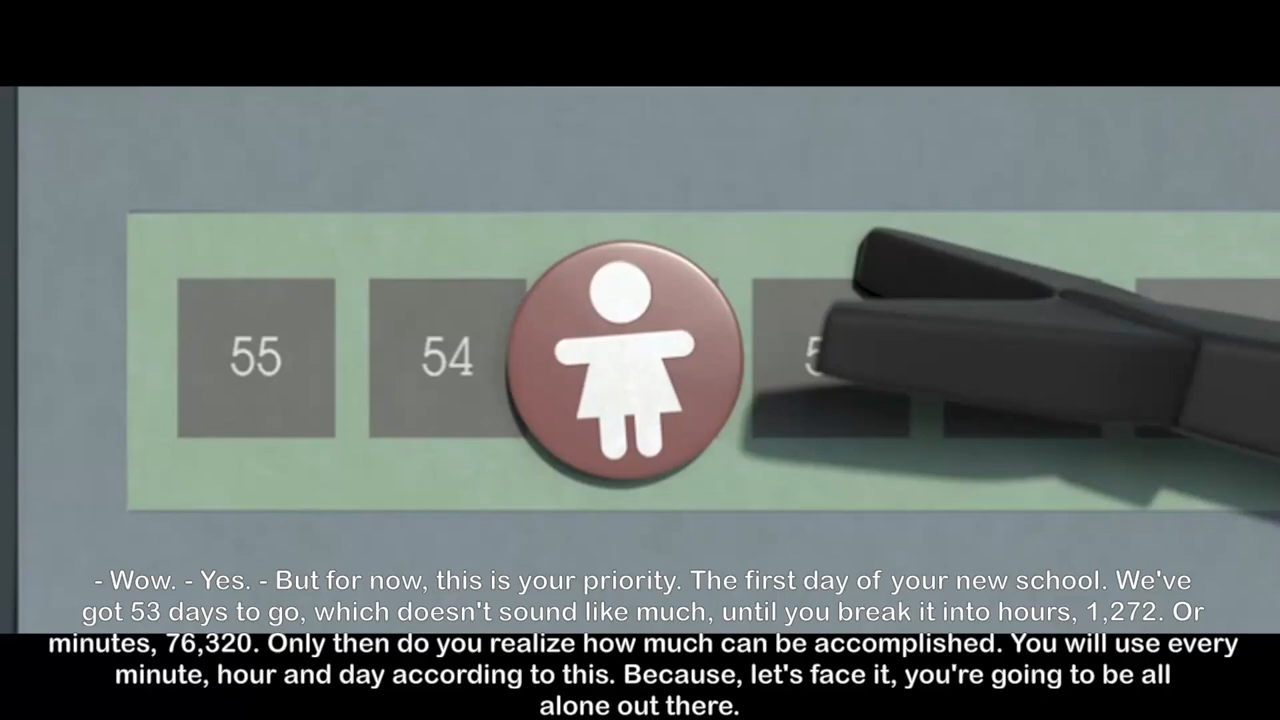 55 54 5
- Wow. - Yes. - But for now, this is your priority. The first day of your new school. We've
got 53 days to go, which doesn't sound like much, until you break it into hours, 1,272. Or
minutes, 76,320. Only then do you realize how much can be accomplished. You will use every
minute, hour and day according to this. Because, let's face it, you're going to be all
alone out there.